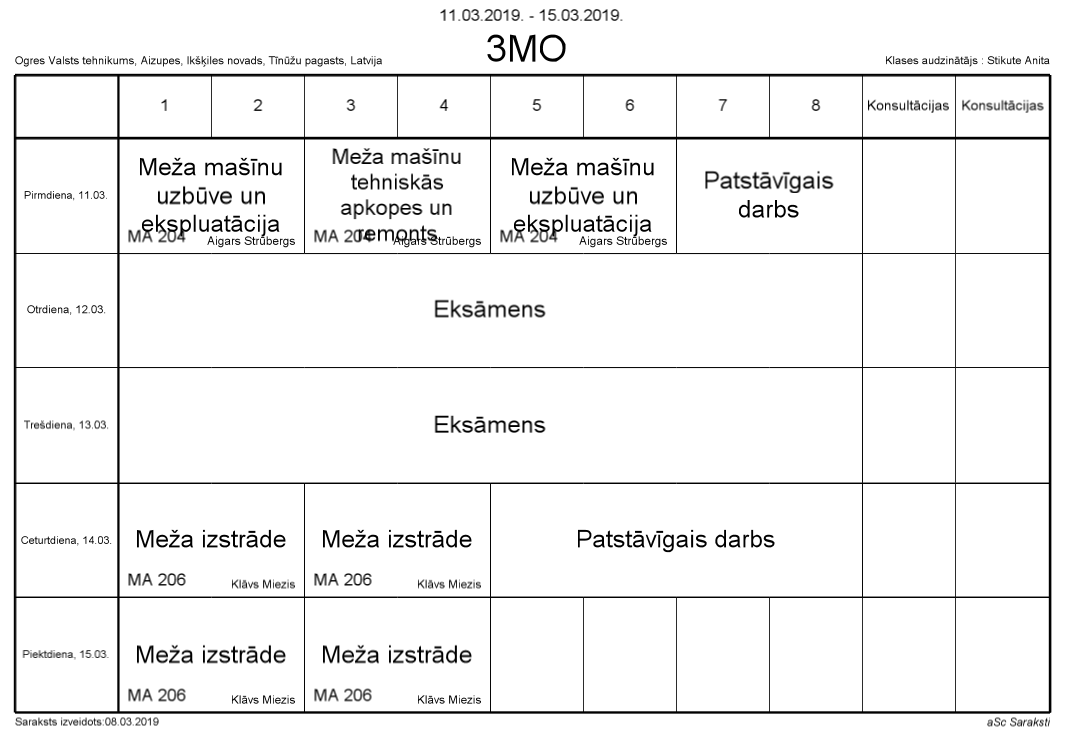 11.03.2019. - 15.03.2019.
3MO
Ogres Valsts tehnikums, Aizupes, Ikšķiles novads, Tīnūžu pagasts, Latvija
Klases audzinātājs : Stikute Anita
1 2 3 4 5 6 7 8 Konsultācijas Konsultācijas
Pirmdiena, 11.03.
Meža mašīnu
uzbūve un
ekspluatācija
MA 204 Aigars Strūbergs
Meža mašīnu
tehniskās
apkopes un
remonts
MA 204 Aigars Strūbergs
Meža mašīnu
uzbūve un
ekspluatācija
MA 204 Aigars Strūbergs
Patstāvīgais
darbs
Otrdiena, 12.03.
Eksāmens
Trešdiena, 13.03.
Eksāmens
Ceturtdiena, 14.03.
Meža izstrāde
MA 206 Klāvs Miezis
Meža izstrāde
MA 206 Klāvs Miezis
Patstāvīgais darbs
Piektdiena, 15.03.
Meža izstrāde
MA 206 Klāvs Miezis
Meža izstrāde
MA 206 Klāvs Miezis
Saraksts izveidots:08.03.2019
aSc Saraksti